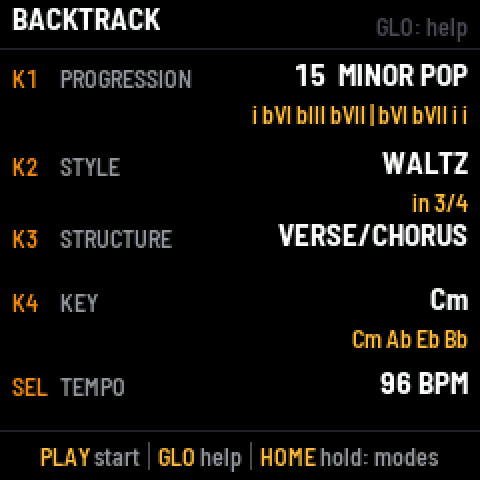 BACKTRACK GLO: help
K1 PROGRESSION 15 MINOR POP
i bVI bIII bVII | bVI bVII i i
K2 STYLE WALTZ
in 3/4
K3 STRUCTURE VERSE/CHORUS
K4 KEY Cm
Cm Ab Eb Bb
SEL TEMPO 96 BPM
PLAY start | GLO help | HOME hold: modes